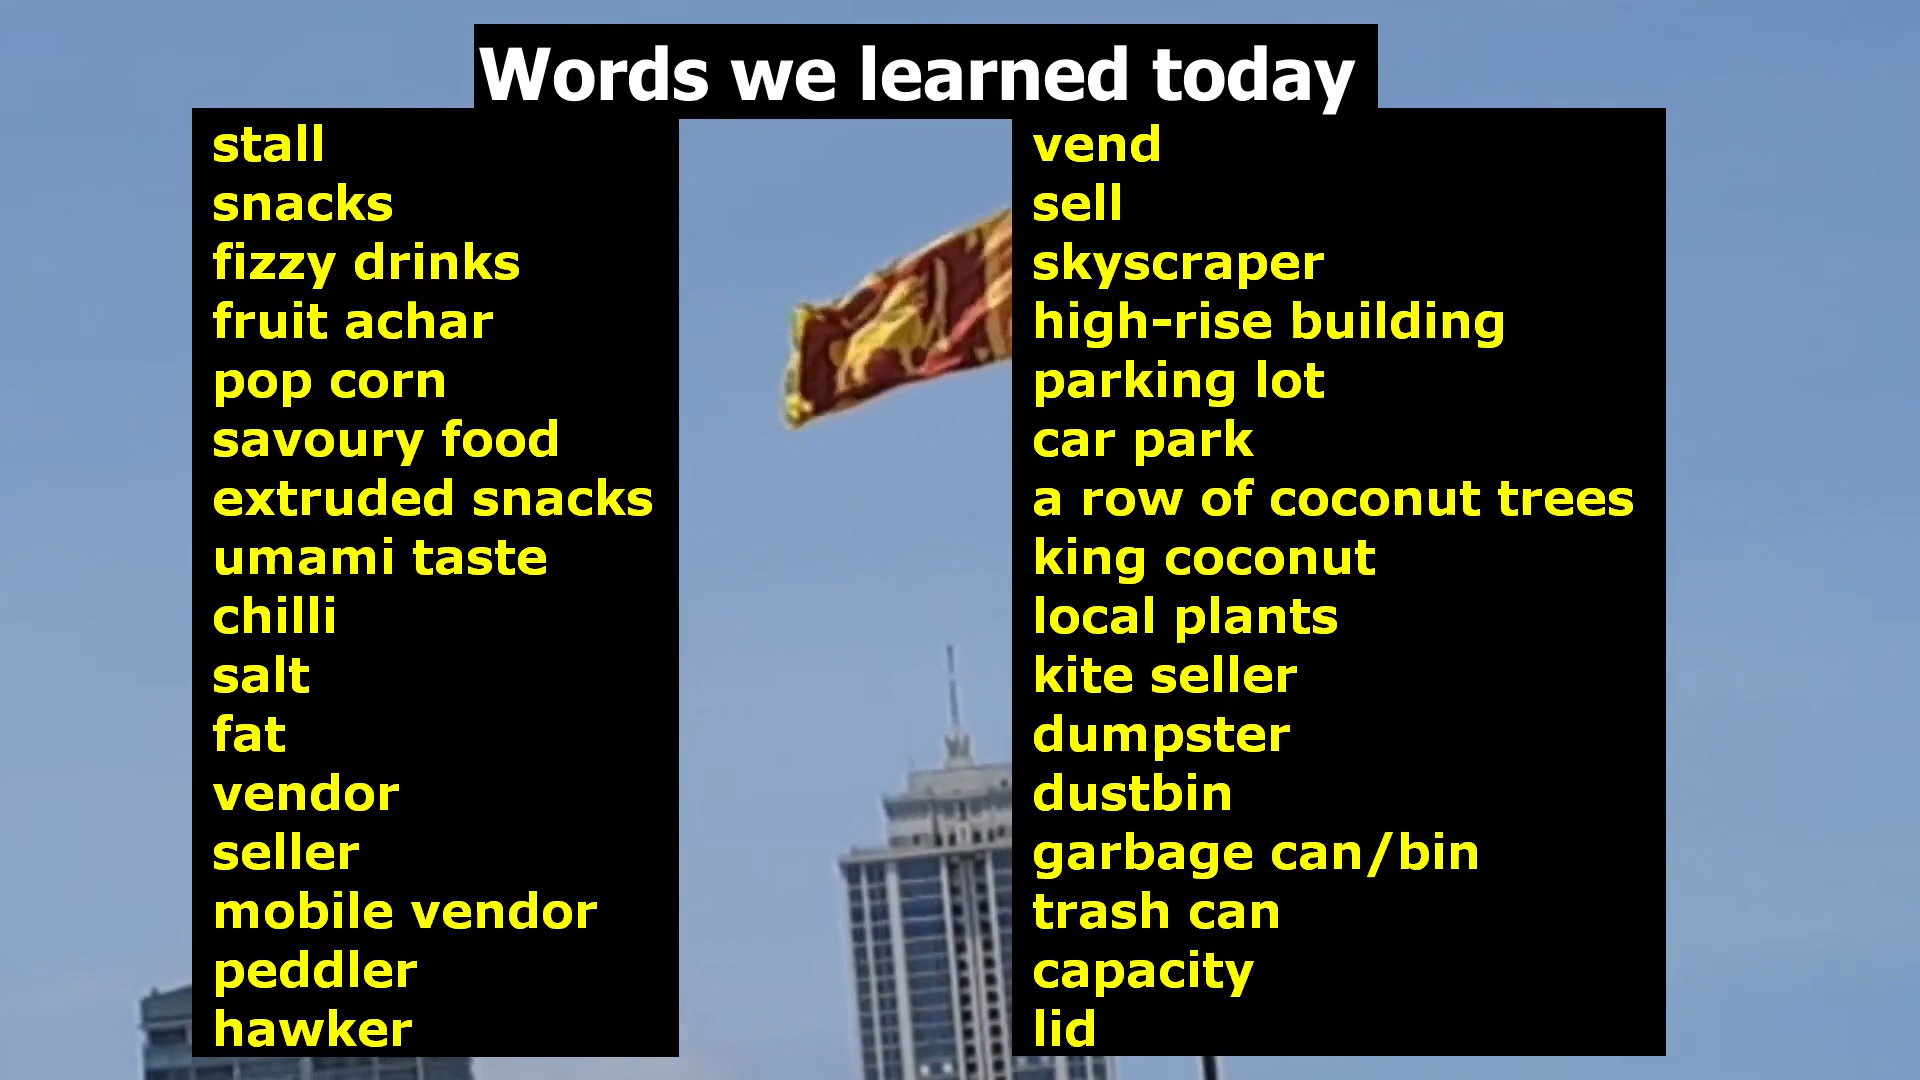 Words we learned today
stall
snacks
fizzy drinks
fruit achar
pop corn
savoury food
extruded snacks
umami taste
chilli
salt
fat
vendor
seller
mobile vendor
peddler
hawker
vend
sell
skyscraper
high-rise building
parking lot
car park
a row of coconut trees
king coconut
local plants
kite seller
dumpster
dustbin
garbage can/bin
trash can
capacity
lid